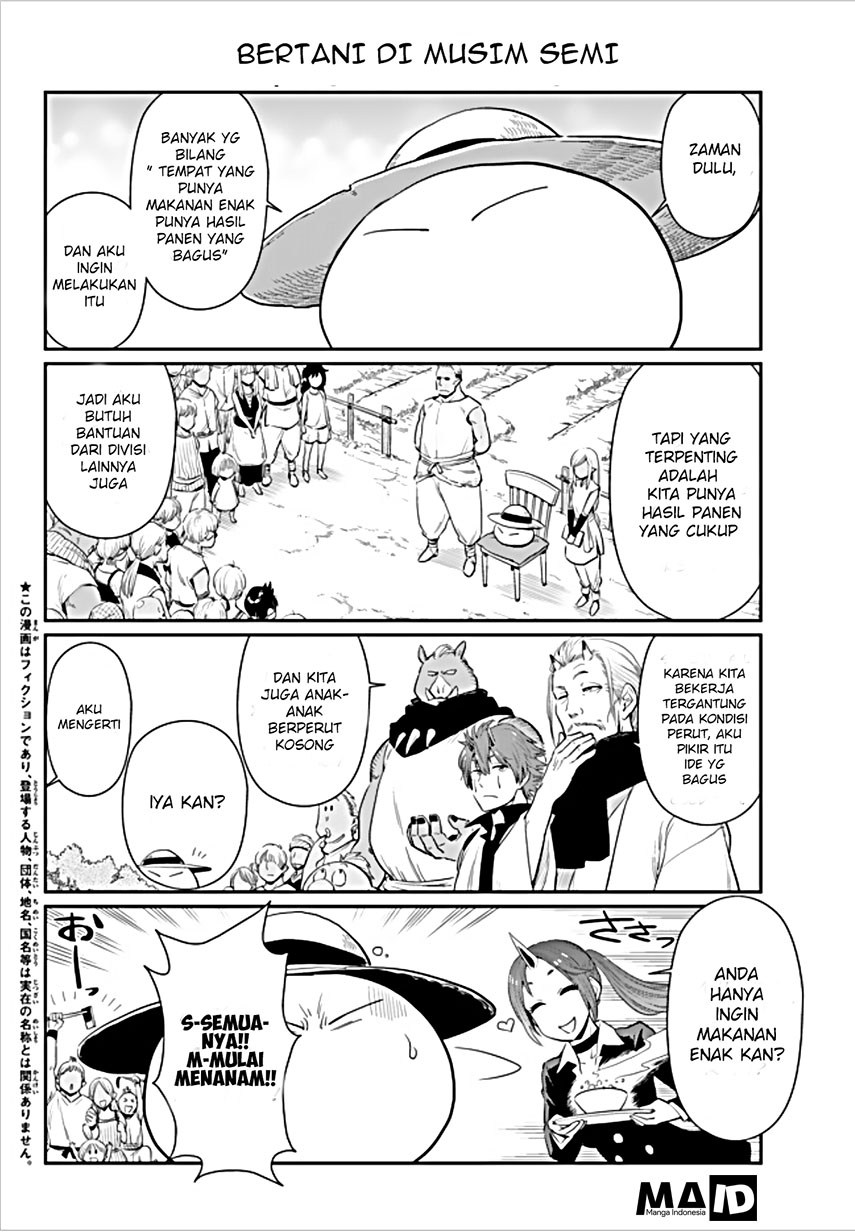 BERTANI DI MUSIM SEMI
ZAMAN
DULU,
BANYAK YG
BILANG
" TEMPAT YANG
PUNYA
MAKANAN ENAK
PUNYA HASIL
PANEN YANG
BAGUS"
DAN AKU
INGIN
MELAKUKAN
ITU
TAPI YANG
TERPENTING
ADALAH
KITA PUNYA
HASIL PANEN
YANG CUKUP
JADI AKU
BUTUH
BANTUAN
DARI DIVISI
LAINNYA
JUGA
KARENA KITA
BEKERJA
TERGANTUNG
PADA KONDISI
PERUT, AKU
PIKIR ITU
IDE YG
BAGUS
DAN KITA
JUGA ANAK-
ANAK
BERPERUT
KOSONG
IYA KAN?
AKU
MENGERTI
ANDA
HANYA
INGIN
MAKANAN
ENAK KAN?
ささっ
S-SEMUA-
NYA!!
M-MULAI
MENANAM!!
おーっ
★この漫画はフィクションであり、登場する人物、団体、地名、国名等は実在の名称とは関係ありません。
MAID
Manga Indonesia